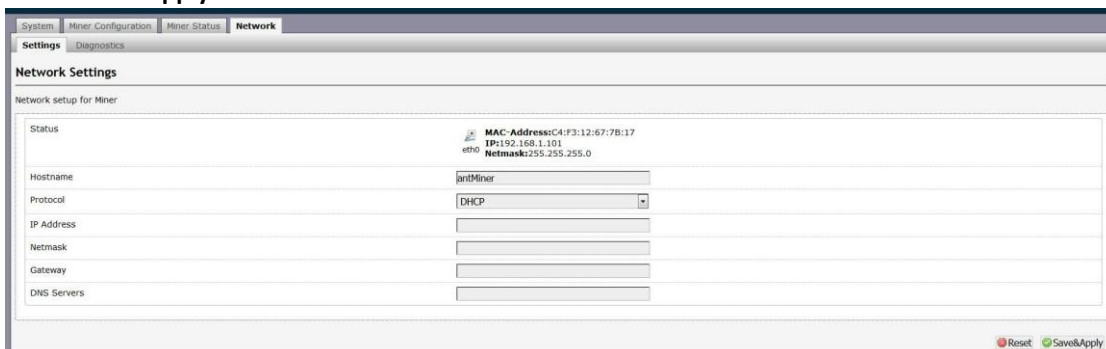 System Miner Configuration Miner Status Network
Settings Diagnostics
Network Settings
Network setup for Miner
Status
MAC-Address:C4:F3:12:67:7B:17
IP:192.168.1.101
eth0
Netmask:255.255.255.0
Hostname antMiner
Protocol DHCP
IP Address
Netmask
Gateway
DNS Servers
Reset Save&Apply